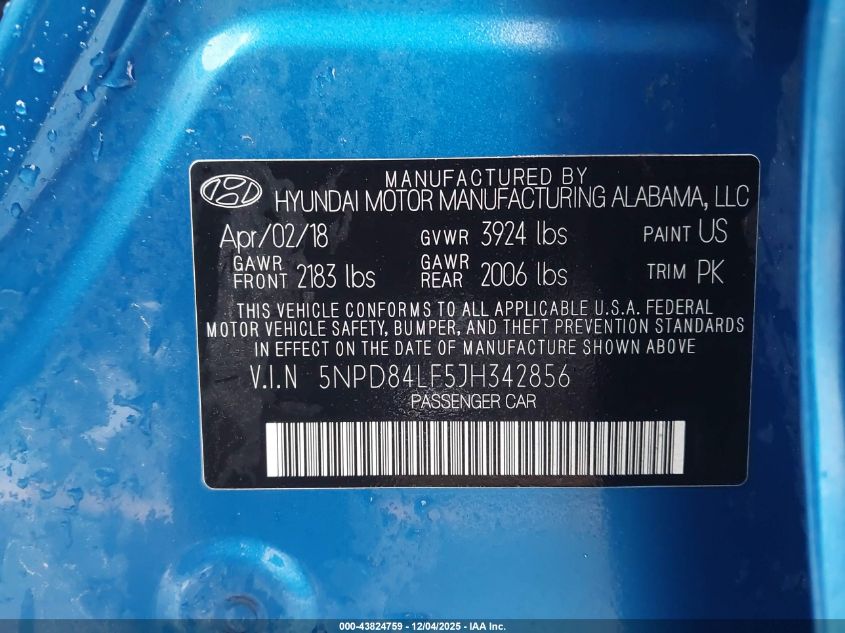 MANUFACTURED BY
HYUNDAI MOTOR MANUFACTURING ALABAMA, LLC
Apr/02/18 GVWR 3924 lbs PAINT US
GAWR FRONT 2183 lbs GAWR REAR 2006 lbs TRIM PK
THIS VEHICLE CONFORMS TO ALL APPLICABLE U.S.A. FEDERAL
MOTOR VEHICLE SAFETY, BUMPER, AND THEFT PREVENTION STANDARDS
IN EFFECT ON THE DATE OF MANUFACTURE SHOWN ABOVE
V.I.N 5NPD84LF5JH342856
PASSENGER CAR
000-43824759 - 12/04/2025 - IAA Inc.